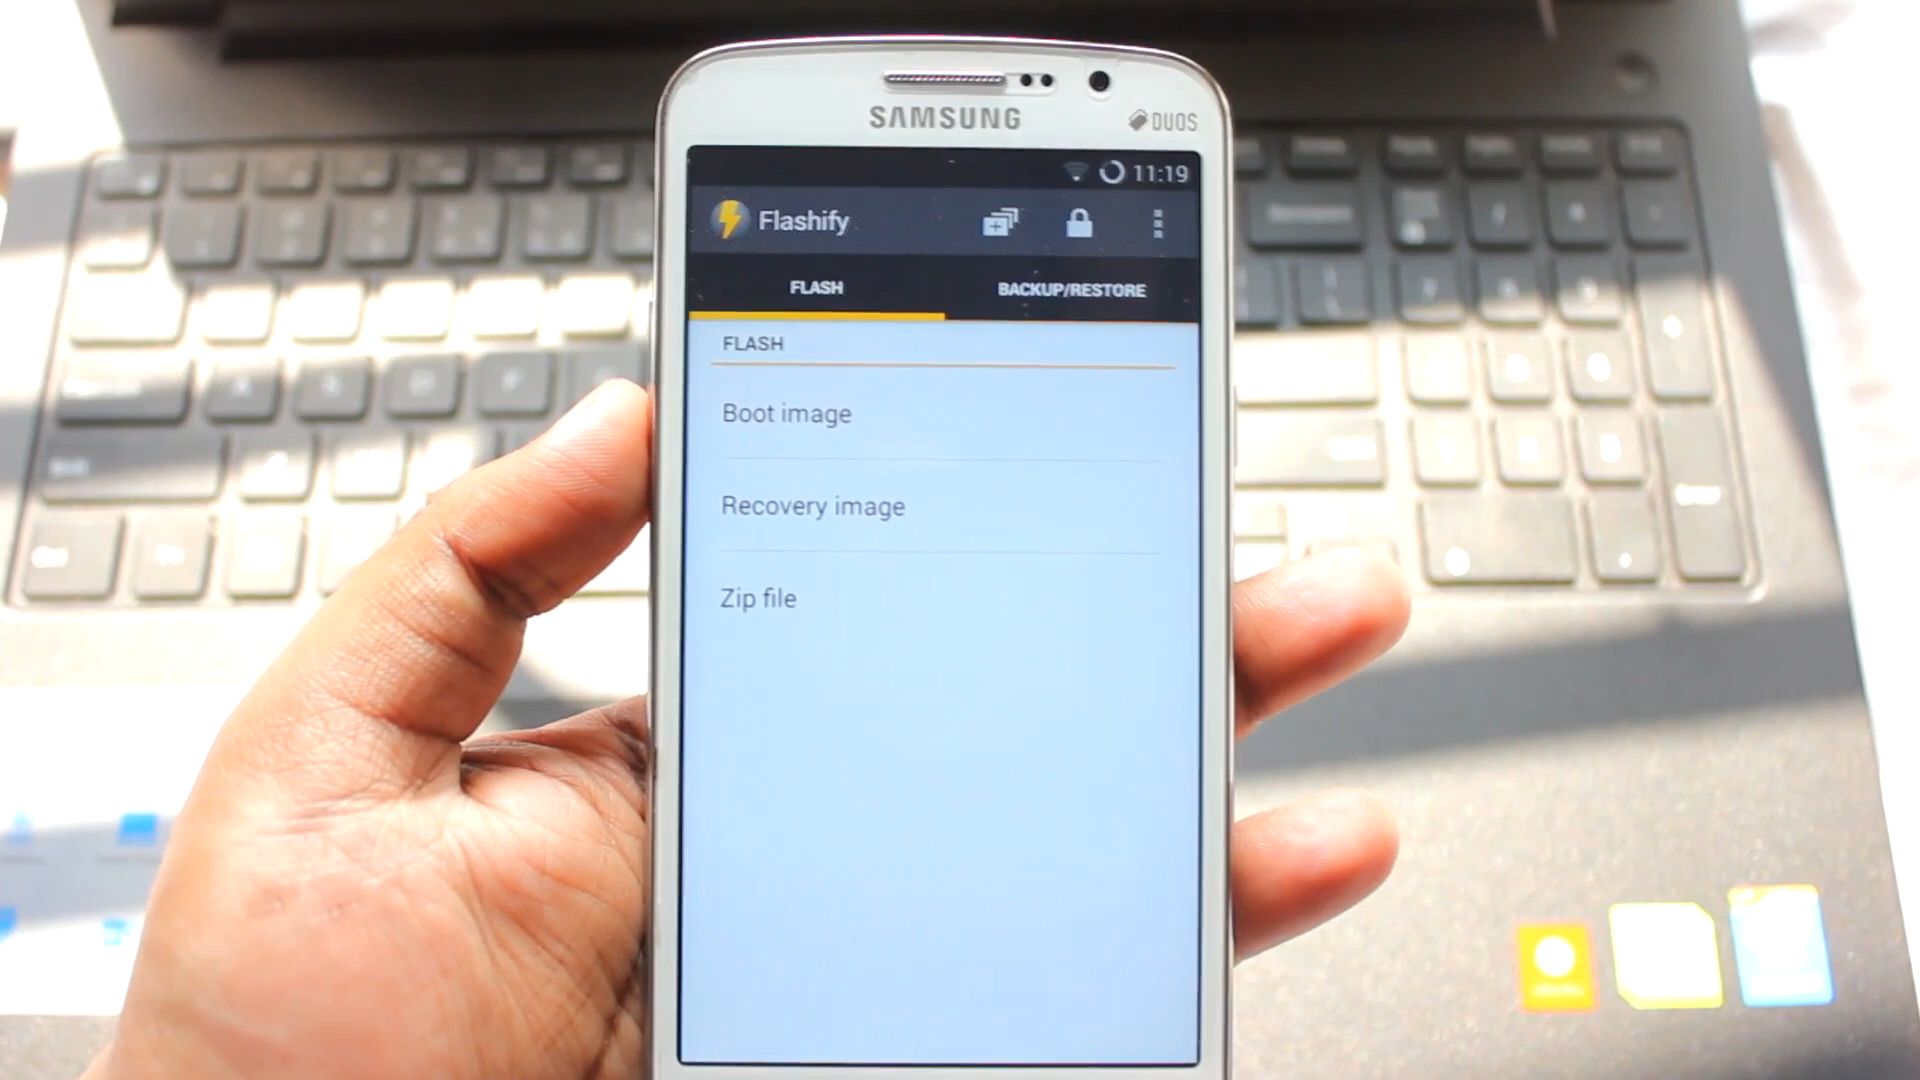 SAMSUNG
DUOS
11:19
Flashify
FLASH
BACKUP/RESTORE
FLASH
Boot image
Recovery image
Zip file